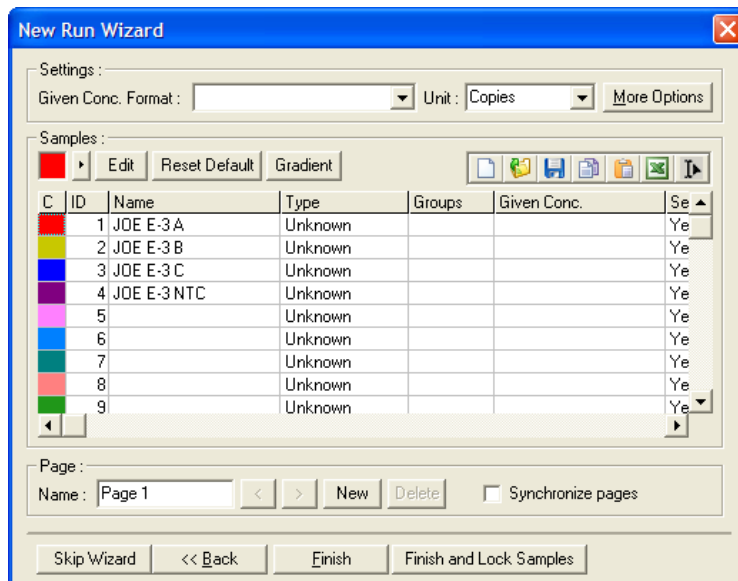 New Run Wizard
Settings :
Given Conc. Format : Unit : Copies More Options
Samples :
Edit Reset Default Gradient
C ID Name Type Groups Given Conc. Se
1 JOE E-3 A Unknown Ye
2 JOE E-3 B Unknown Ye
3 JOE E-3 C Unknown Ye
4 JOE E-3 NTC Unknown Ye
5 Unknown Ye
6 Unknown Ye
7 Unknown Ye
8 Unknown Ye
9 Unknown Ye
Page :
Name : Page 1 < > New Delete Synchronize pages
Skip Wizard << Back Finish Finish and Lock Samples